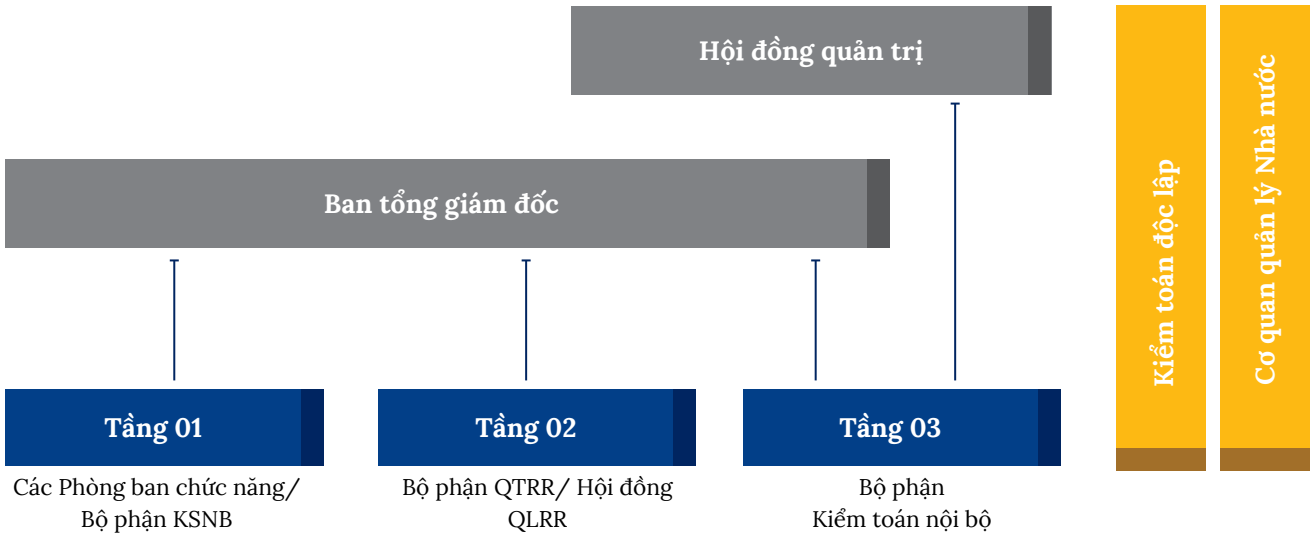 Hội đồng quản trị
Ban tổng giám đốc
Tầng 01
Các Phòng ban chức năng/
Bộ phận KSNB
Tầng 02
Bộ phận QTRR/ Hội đồng
QLRR
Tầng 03
Bộ phận
Kiểm toán nội bộ
Kiểm toán độc lập
Cơ quan quản lý Nhà nước